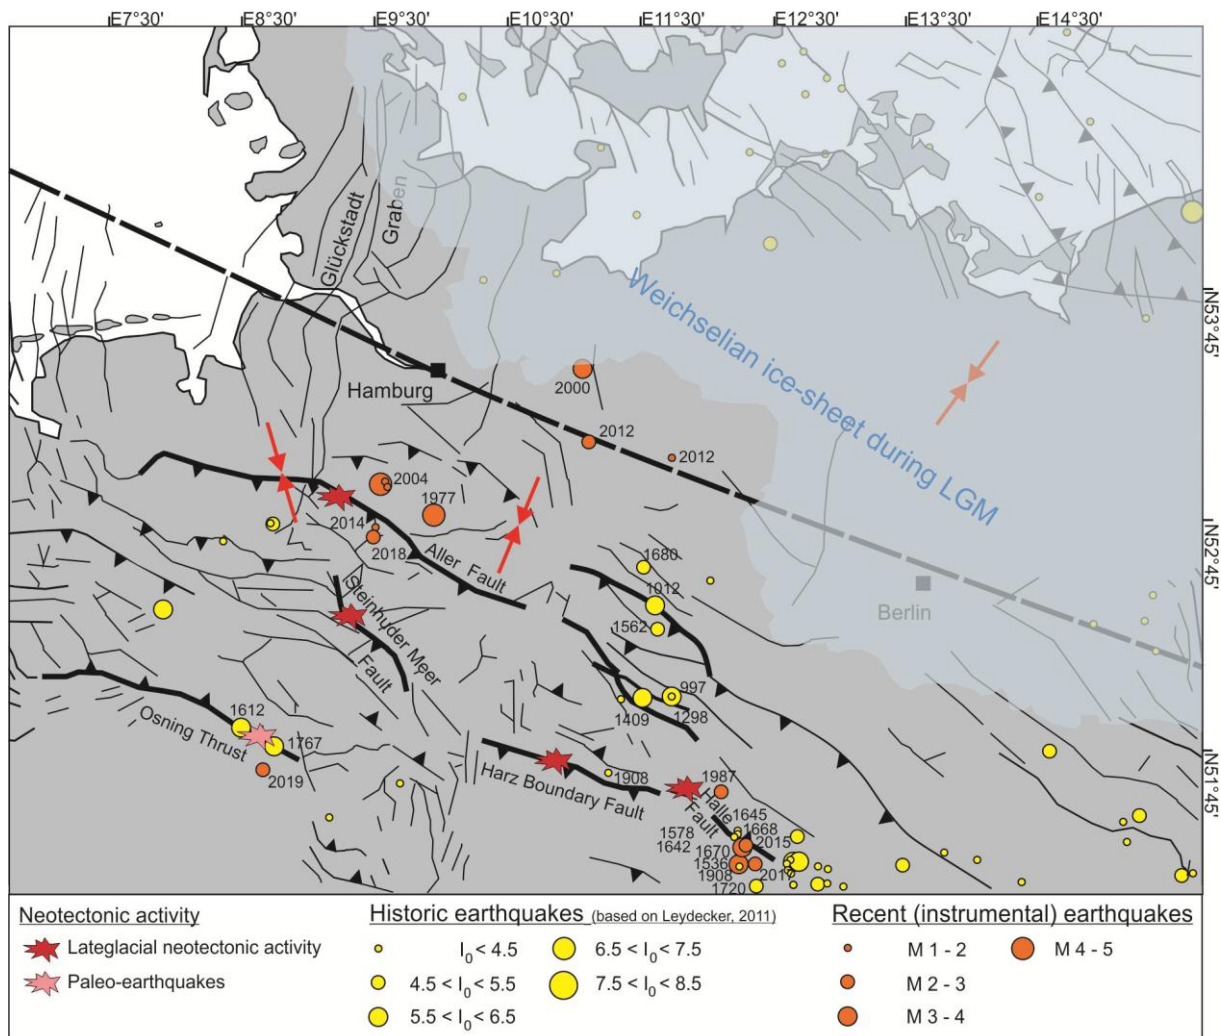 E7°30' E8°30' E9°30' E10°30' E11°30' E12°30' E13°30' E14°30'
Glückstadt
Graben
N53°45'
Weichselian ice-sheet during LGM
Hamburg
2000
2012
2012
2004
1977
2014
2018
N52°45'
Aller Fault
1680
1012
1562
Berlin
Steinhuder Meer
Fault
997
1409
1298
1612
Osning Thrust
1767
2019
N51°45'
Harz Boundary Fault
1908
1987
Halle
Fault
1645
1578
1668
1642
2015
1670
1536
2017
1908
1720
Neotectonic activity
Lateglacial neotectonic activity
Paleo-earthquakes
Historic earthquakes (based on Leydecker, 2011)
I₀ < 4.5
4.5 < I₀ < 5.5
5.5 < I₀ < 6.5
6.5 < I₀ < 7.5
7.5 < I₀ < 8.5
Recent (instrumental) earthquakes
M 1 - 2
M 2 - 3
M 3 - 4
M 4 - 5